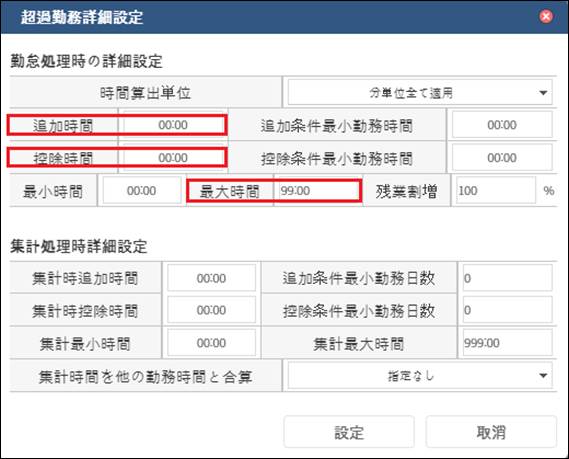 超過勤務詳細設定
勤怠処理時の詳細設定
時間算出単位 分単位全て適用
追加時間 00:00 追加条件最小勤務時間 00:00
控除時間 00:00 控除条件最小勤務時間 00:00
最小時間 00:00 最大時間 99:00 残業割増 100 %
集計処理時詳細設定
集計時追加時間 00:00 追加条件最小勤務日数 0
集計時控除時間 00:00 控除条件最小勤務日数 0
集計最小時間 00:00 集計最大時間 999:00
集計時間を他の勤務時間と合算 指定なし
設定 取消